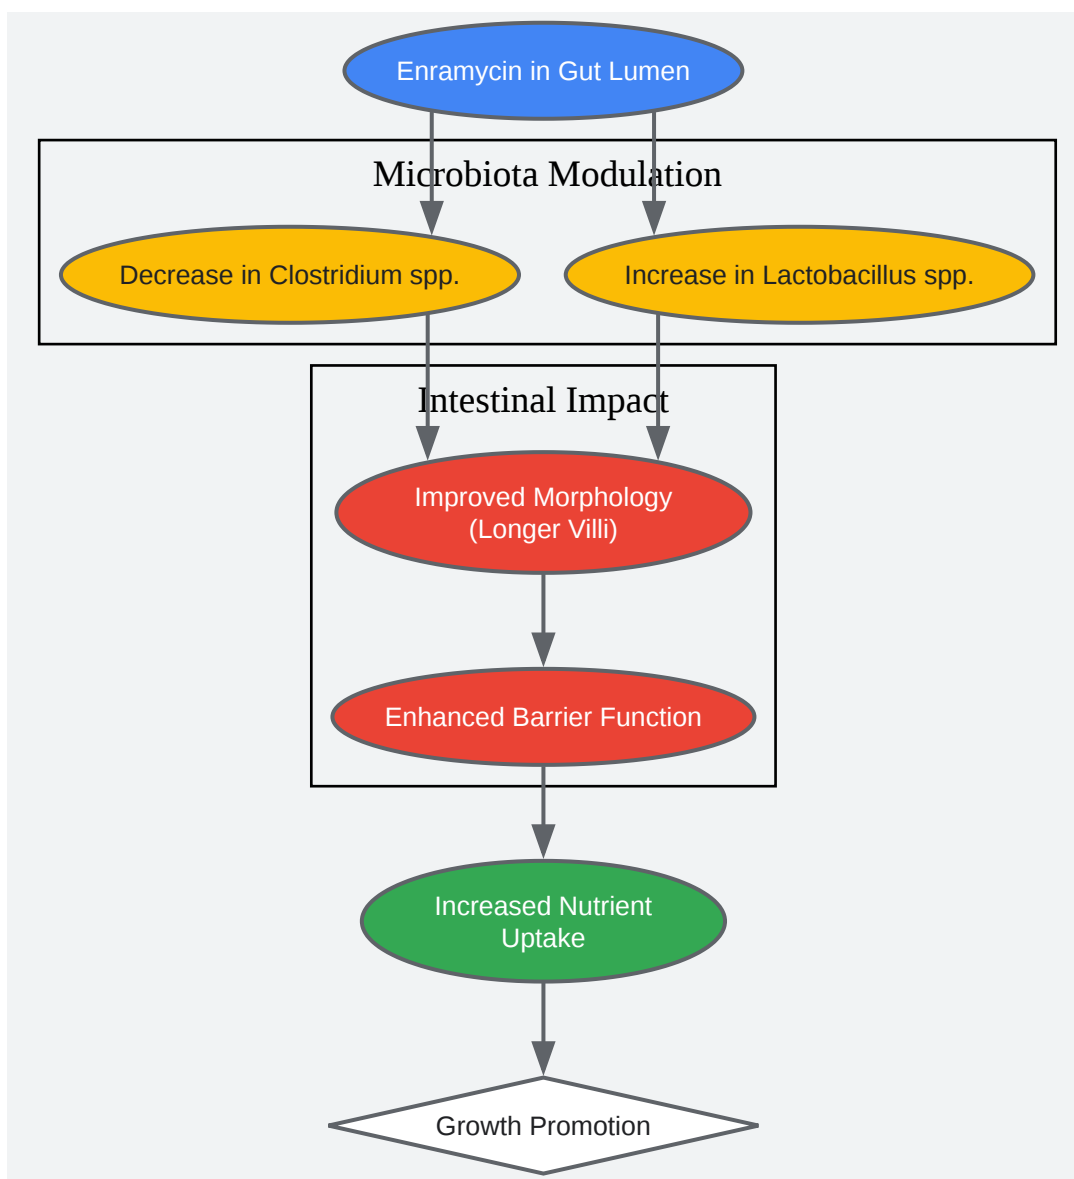 Enramycin in Gut Lumen
Microbiota Modulation
Decrease in Clostridium spp.
Increase in Lactobacillus spp.
Intestinal Impact
Improved Morphology
(Longer Villi)
Enhanced Barrier Function
Increased Nutrient
Uptake
Growth Promotion